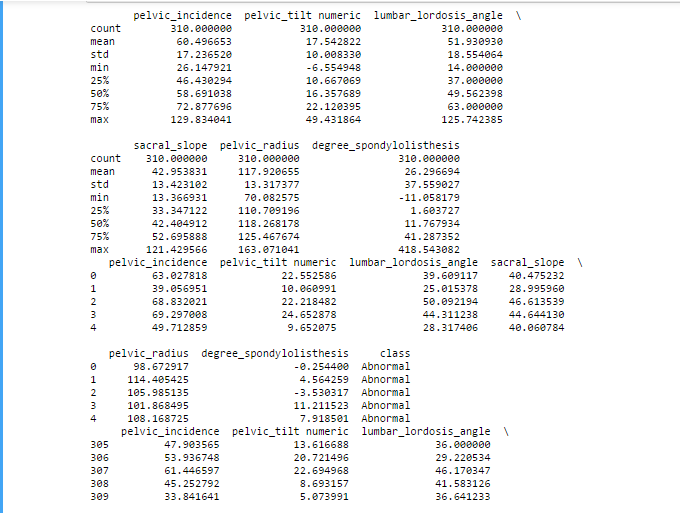 pelvic_incidence pelvic_tilt numeric lumbar_lordosis_angle \
count 310.000000 310.000000 310.000000
mean 60.496653 17.542822 51.930930
std 17.236520 10.008330 18.554064
min 26.147921 -6.554948 14.000000
25% 46.430294 10.667069 37.000000
50% 58.691038 16.357689 49.562398
75% 72.877696 22.120395 63.000000
max 129.834041 49.431864 125.742385
sacral_slope pelvic_radius degree_spondylolisthesis
count 310.000000 310.000000 310.000000
mean 42.953831 117.920655 26.296694
std 13.423102 13.317377 37.559027
min 13.366931 70.082575 -11.058179
25% 33.347122 110.709196 1.603727
50% 42.404912 118.268178 11.767934
75% 52.695888 125.467674 41.287352
max 121.429566 163.071041 418.543082
pelvic_incidence pelvic_tilt numeric lumbar_lordosis_angle sacral_slope \
0 63.027818 22.552586 39.609117 40.475232
1 39.056951 10.060991 25.015378 28.995960
2 68.832021 22.218482 50.092194 46.613539
3 69.297008 24.652878 44.311238 44.644130
4 49.712859 9.652075 28.317406 40.060784
pelvic_radius degree_spondylolisthesis class
0 98.672917 -0.254400 Abnormal
1 114.405425 4.564259 Abnormal
2 105.985135 -3.530317 Abnormal
3 101.868495 11.211523 Abnormal
4 108.168725 7.918501 Abnormal
pelvic_incidence pelvic_tilt numeric lumbar_lordosis_angle \
305 47.903565 13.616688 36.000000
306 53.936748 20.721496 29.220534
307 61.446597 22.694968 46.170347
308 45.252792 8.693157 41.583126
309 33.841641 5.073991 36.641233